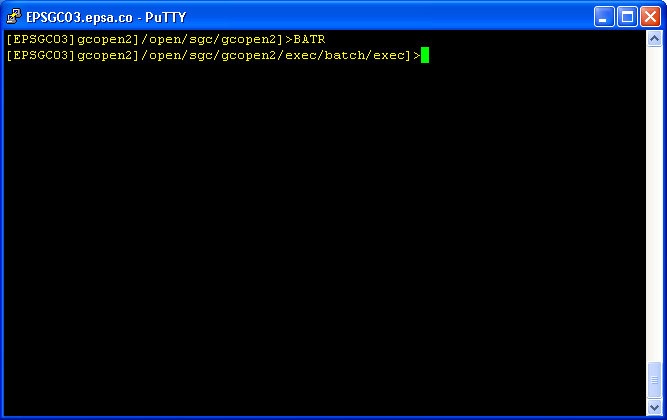 EPSGC03.epsa.co - PuTTY
[EPSGC03]gcopen2]/open/sgc/gcopen2]>BATR
[EPSGC03]gcopen2]/open/sgc/gcopen2/exec/batch/exec]>